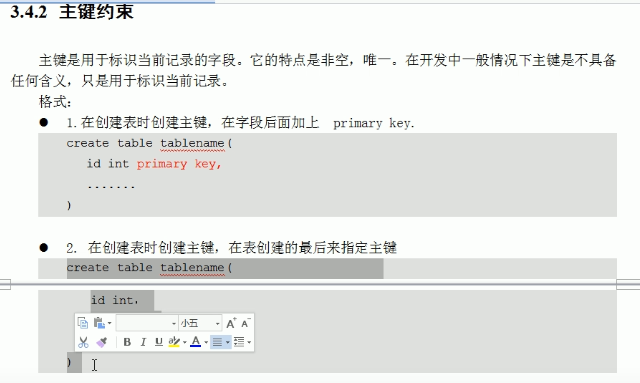 3.4.2 主键约束
主键是用于标识当前记录的字段。它的特点是非空，唯一。在开发中一般情况下主键是不具备
任何含义，只是用于标识当前记录。
格式：
● 1.在创建表时创建主键，在字段后面加上 primary key.
create table tablename(
id int primary key,
.......
)
● 2. 在创建表时创建主键，在表创建的最后来指定主键
create table tablename(
id int,
小五 A A
B I U aby A
)